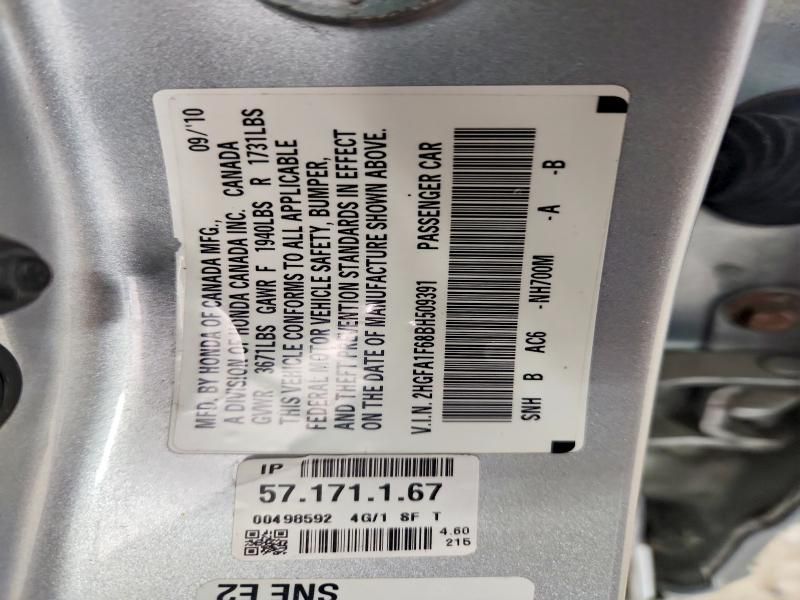 MFD. BY HONDA OF CANADA MFG., 09/'10
A DIVISION OF HONDA CANADA INC. CANADA
GVWR 3671LBS GAWR F 1940LBS R 1731LBS
THIS VEHICLE CONFORMS TO ALL APPLICABLE
FEDERAL MOTOR VEHICLE SAFETY, BUMPER,
AND THEFT PREVENTION STANDARDS IN EFFECT
ON THE DATE OF MANUFACTURE SHOWN ABOVE.
V.I.N. 2HGFA1F68BH509391 PASSENGER CAR
SNH B AC6 -NH700M -A -B
IP
57.171.1.67
00498592 4G/1 8F T
4.60
215
SNE E2